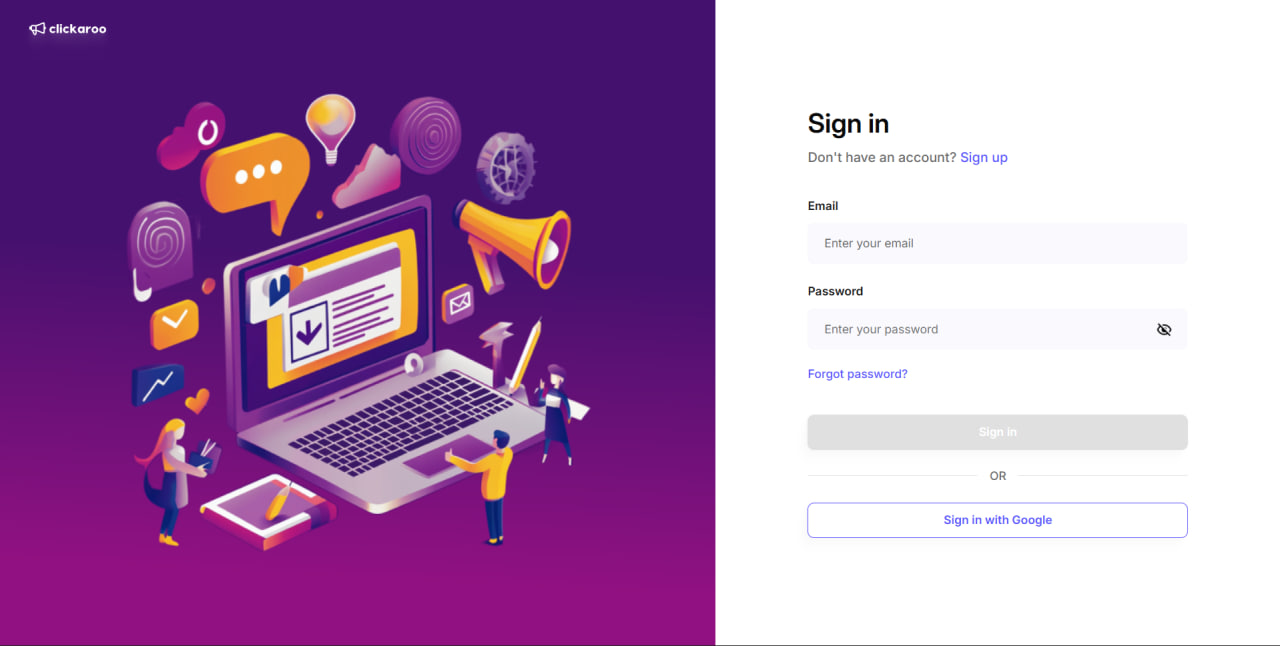 clickaroo
Sign in
Don't have an account? Sign up
Email
Enter your email
Password
Enter your password
Forgot password?
Sign in
OR
Sign in with Google